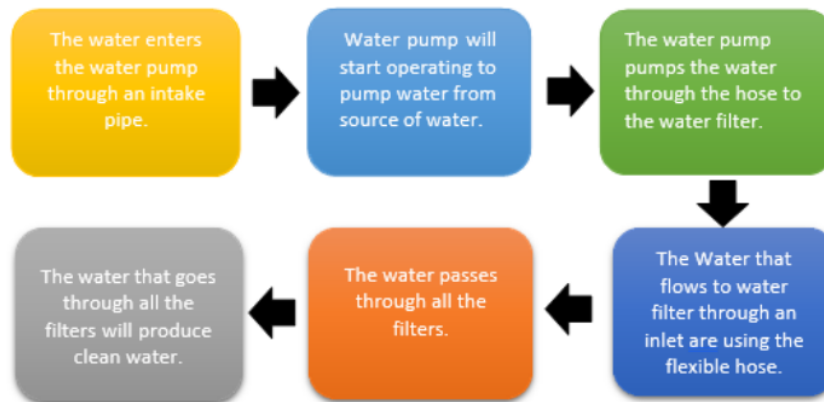 The water enters
the water pump
through an intake
pipe.
Water pump will
start operating to
pump water from
source of water.
The water pump
pumps the water
through the hose to
the water filter.
The Water that
flows to water
filter through an
inlet are using the
flexible hose.
The water passes
through all the
filters.
The water that goes
through all the
filters will produce
clean water.